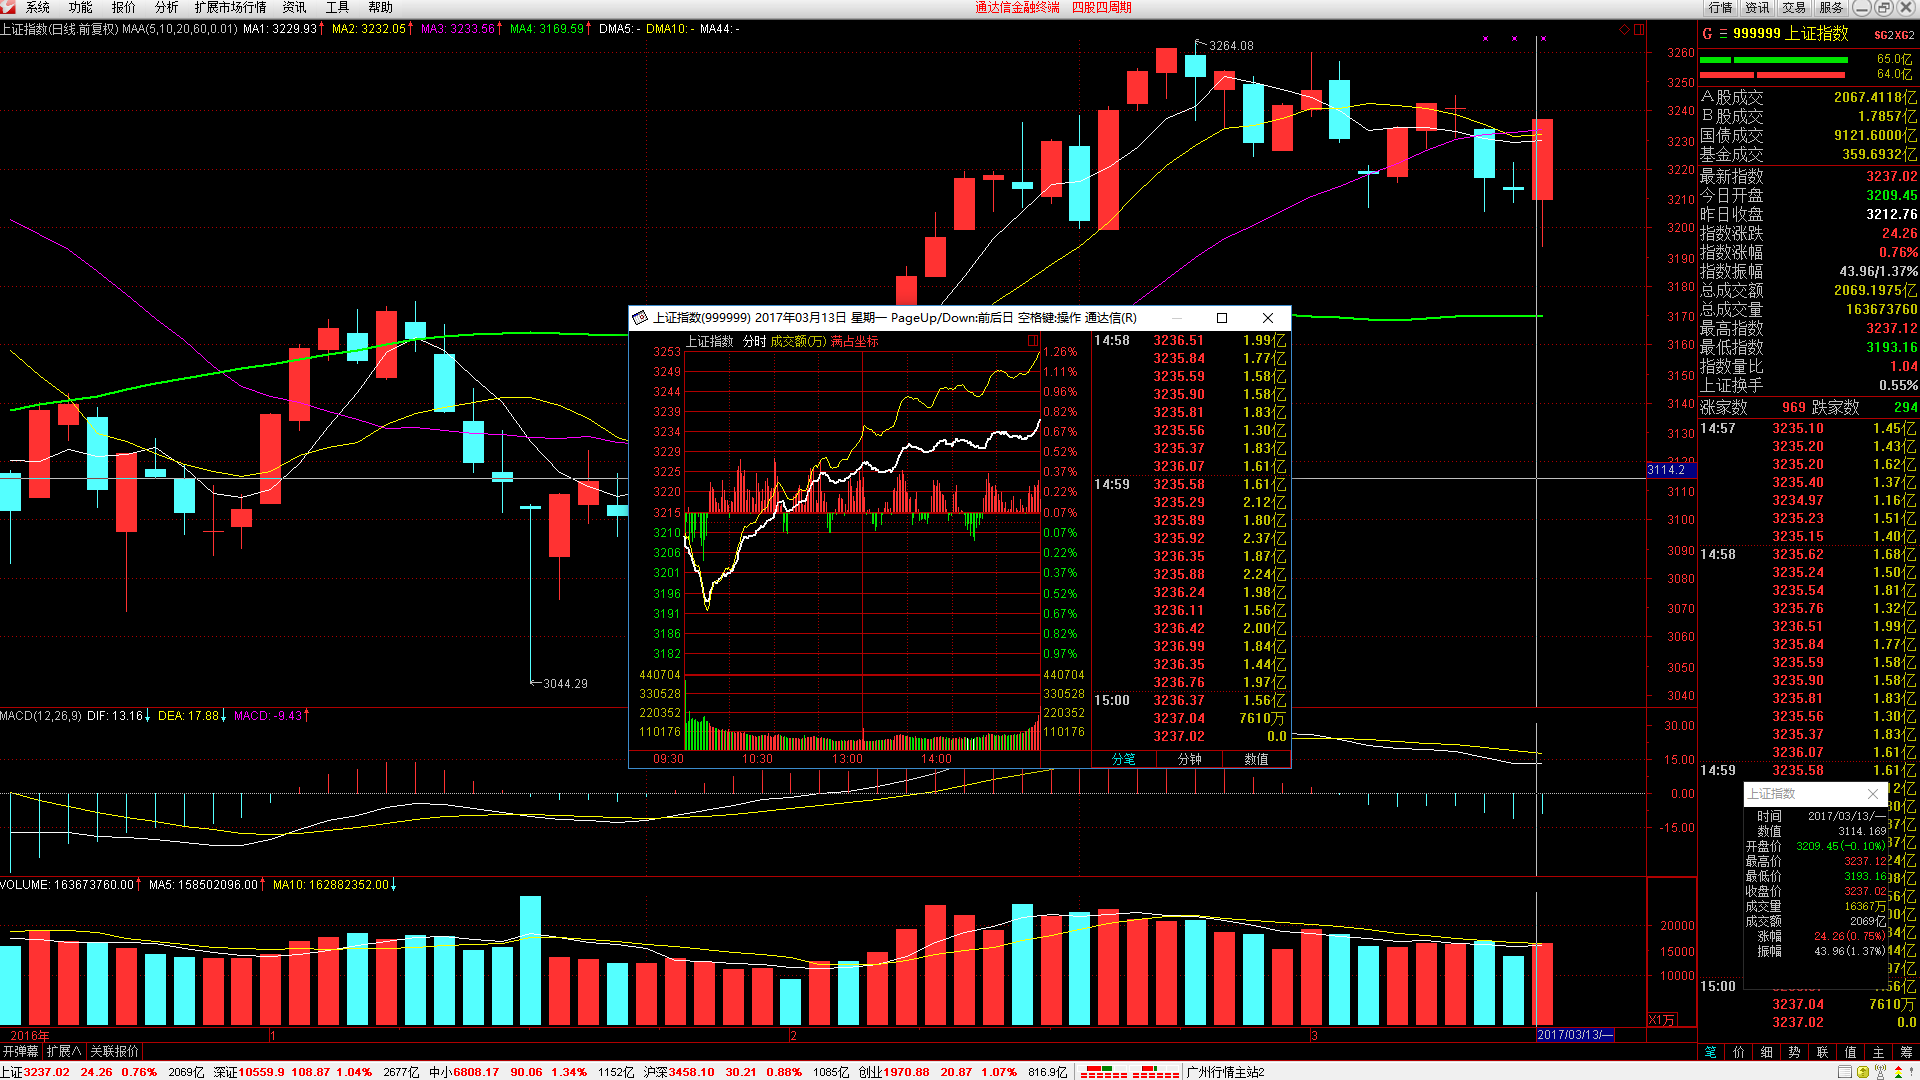 系统 功能 报价 分析 扩展市场行情 资讯 工具 帮助 通达信金融终端 四股四周期 行情 资讯 交易 服务
上证指数(日线.前复权) MAA(5,10,20,60,0.01) MA1: 3229.93↑ MA2: 3232.05↑ MA3: 3233.56↑ MA4: 3169.59↑ DMA5: - DMA10: - MA44: -
3264.08
3044.29
3260
3250
3240
3230
3220
3210
3200
3190
3180
3170
3160
3150
3140
3130
3114.2
3110
3100
3090
3080
3070
3060
3050
3040
MACD(12,26,9) DIF: 13.16↓ DEA: 17.88↓ MACD: -9.43↑
30.00
15.00
0.00
-15.00
VOLUME: 163673760.00↑ MA5: 158502096.00↑ MA10: 162882352.00↓
20000
15000
10000
X1万
2016年 1 2 3 2017/03/13/一
开弹幕 扩展∧ 关联报价
上证指数(999999) 2017年03月13日 星期一 PageUp/Down:前后日 空格键:操作 通达信(R)
上证指数 分时 成交额(万) 满占坐标
3253 1.26%
3249 1.11%
3244 0.96%
3239 0.82%
3234 0.67%
3229 0.52%
3225 0.37%
3220 0.22%
3215 0.07%
3210 0.07%
3206 0.22%
3201 0.37%
3196 0.52%
3191 0.67%
3186 0.82%
3182 0.97%
440704 440704
330528 330528
220352 220352
110176 110176
09:30 10:30 13:00 14:00
14:58 3236.51 1.99亿
3235.84 1.77亿
3235.59 1.58亿
3235.90 1.58亿
3235.81 1.83亿
3235.56 1.30亿
3235.37 1.83亿
3236.07 1.61亿
14:59 3235.58 1.61亿
3235.29 2.12亿
3235.89 1.80亿
3235.92 2.37亿
3236.35 1.87亿
3235.88 2.24亿
3236.24 1.98亿
3236.11 1.56亿
3236.42 2.00亿
3236.99 1.84亿
3236.35 1.44亿
3236.76 1.97亿
15:00 3236.37 1.56亿
3237.04 7610万
3237.02 0.0
分笔 分钟 数值
G 三 999999 上证指数 SG2XG2
65.0亿
64.0亿
A股成交 2067.4118亿
B股成交 1.7857亿
国债成交 9121.6000亿
基金成交 359.6932亿
最新指数 3237.02
今日开盘 3209.45
昨日收盘 3212.76
指数涨跌 24.26
指数涨幅 0.76%
指数振幅 43.96/1.37%
总成交额 2069.1975亿
总成交量 163673760
最高指数 3237.12
最低指数 3193.16
指数量比 1.04
上证换手 0.55%
涨家数 969 跌家数 294
14:57 3235.10 1.45亿
3235.20 1.43亿
3235.20 1.62亿
3235.40 1.37亿
3234.97 1.16亿
3235.23 1.51亿
3235.15 1.40亿
14:58 3235.62 1.68亿
3235.24 1.50亿
3235.54 1.81亿
3235.76 1.32亿
3236.51 1.99亿
3235.84 1.77亿
3235.59 1.58亿
3235.90 1.58亿
3235.81 1.83亿
3235.56 1.30亿
3235.37 1.83亿
3236.07 1.61亿
14:59 3235.58 1.61亿
上证指数
时间 2017/03/13/一
数值 3114.169
开盘价 3209.45(-0.10%)
最高价 3237.12
最低价 3193.16
收盘价 3237.02
成交量 16367万
成交额 2069亿
涨幅 24.26(0.75%)
振幅 43.96(1.37%)
15:00
3237.04 7610万
3237.02 0.0
笔 价 细 势 联 值 主 筹
上证3237.02 24.26 0.76% 2069亿 深证10559.9 108.87 1.04% 2677亿 中小6808.17 90.06 1.34% 1152亿 沪深3458.10 30.21 0.88% 1085亿 创业1970.88 20.87 1.07% 816.9亿 广州行情主站2